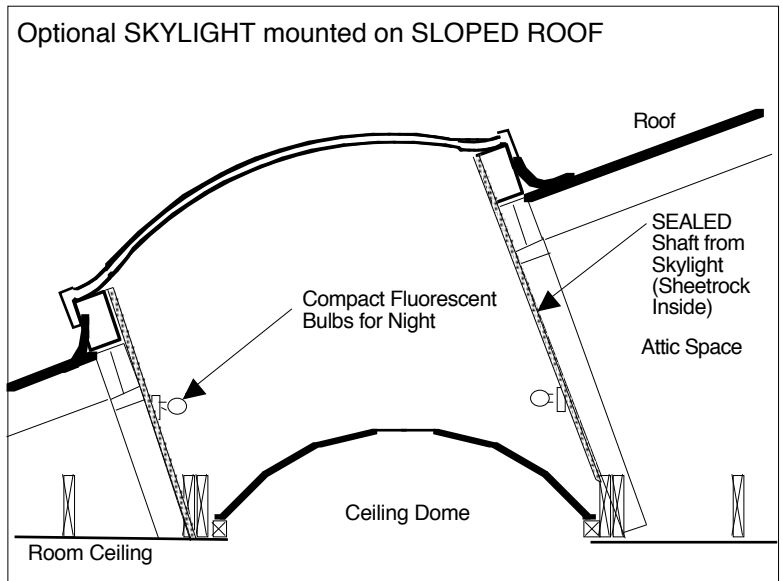 Optional SKYLIGHT mounted on SLOPED ROOF
Roof
SEALED
Shaft from
Skylight
(Sheetrock
Inside)
Compact Fluorescent
Bulbs for Night
Attic Space
Ceiling Dome
Room Ceiling